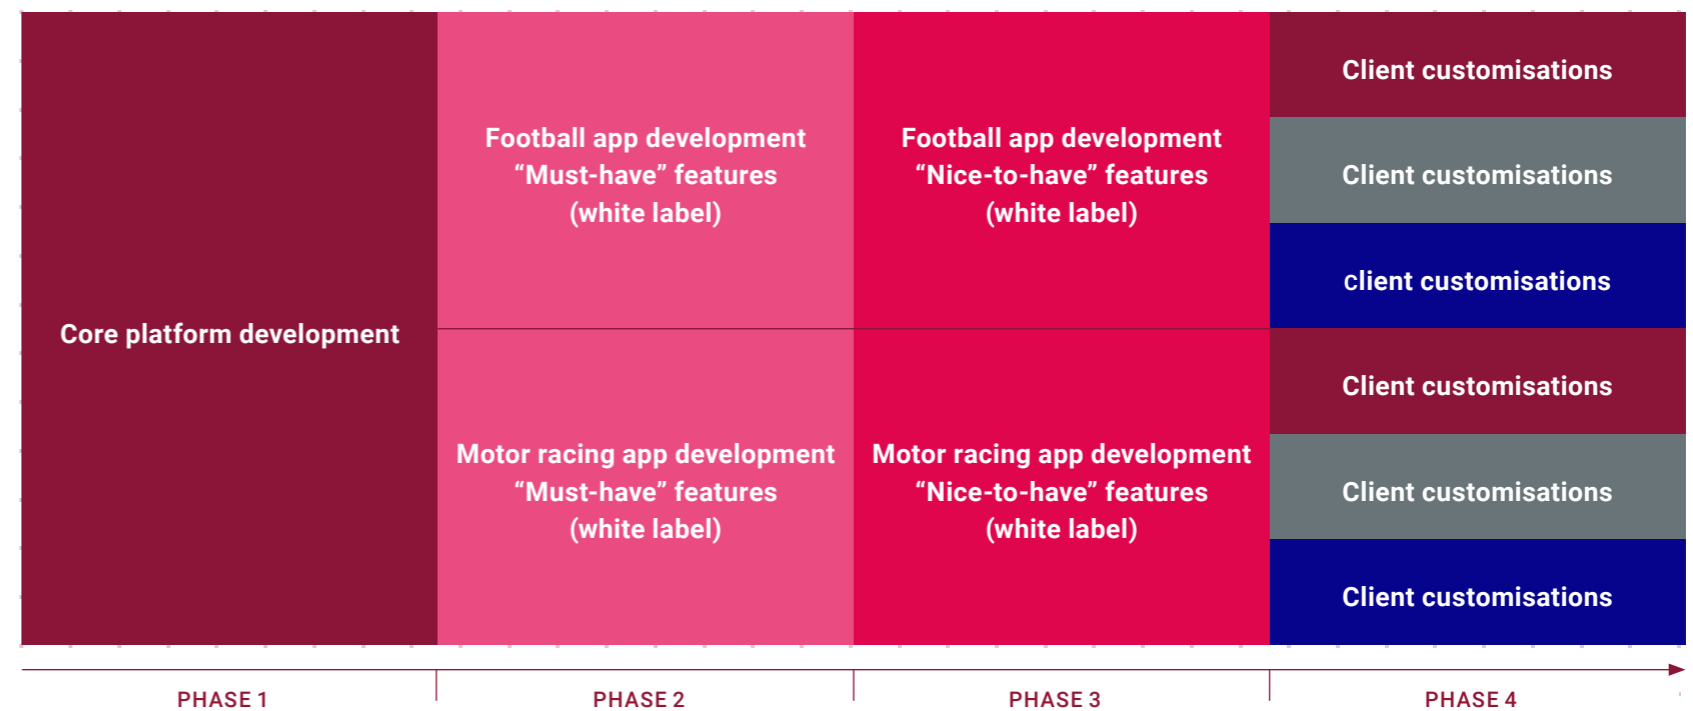 Core platform development
Football app development
“Must-have” features
(white label)
Motor racing app development
“Must-have” features
(white label)
Football app development
“Nice-to-have” features
(white label)
Motor racing app development
“Nice-to-have” features
(white label)
Client customisations
Client customisations
client customisations
Client customisations
Client customisations
Client customisations
PHASE 1
PHASE 2
PHASE 3
PHASE 4